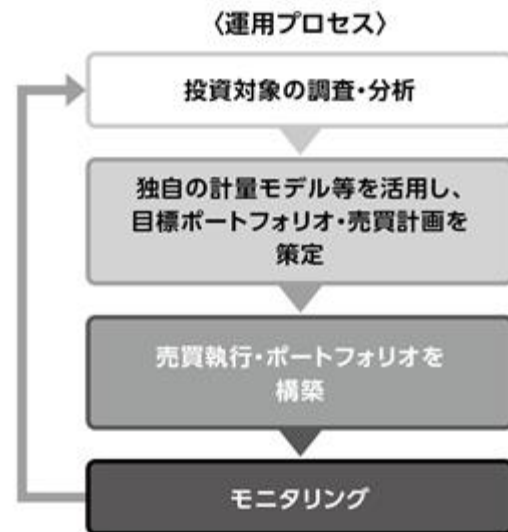 〈運用プロセス〉
投資対象の調査・分析
独自の計量モデル等を活用し、
目標ポートフォリオ・売買計画を
策定
売買執行・ポートフォリオを
構築
モニタリング